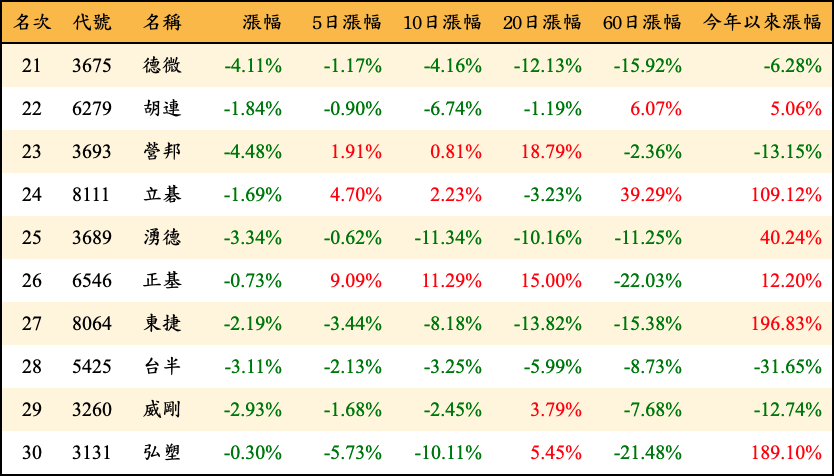 名次 代號 名稱 漲幅 5日漲幅 10日漲幅 20日漲幅 60日漲幅 今年以來漲幅
21 3675 德微 -4.11% -1.17% -4.16% -12.13% -15.92% -6.28%
22 6279 胡連 -1.84% -0.90% -6.74% -1.19% 6.07% 5.06%
23 3693 營邦 -4.48% 1.91% 0.81% 18.79% -2.36% -13.15%
24 8111 立碁 -1.69% 4.70% 2.23% -3.23% 39.29% 109.12%
25 3689 湧德 -3.34% -0.62% -11.34% -10.16% -11.25% 40.24%
26 6546 正基 -0.73% 9.09% 11.29% 15.00% -22.03% 12.20%
27 8064 東捷 -2.19% -3.44% -8.18% -13.82% -15.38% 196.83%
28 5425 台半 -3.11% -2.13% -3.25% -5.99% -8.73% -31.65%
29 3260 威剛 -2.93% -1.68% -2.45% 3.79% -7.68% -12.74%
30 3131 弘塑 -0.30% -5.73% -10.11% 5.45% -21.48% 189.10%